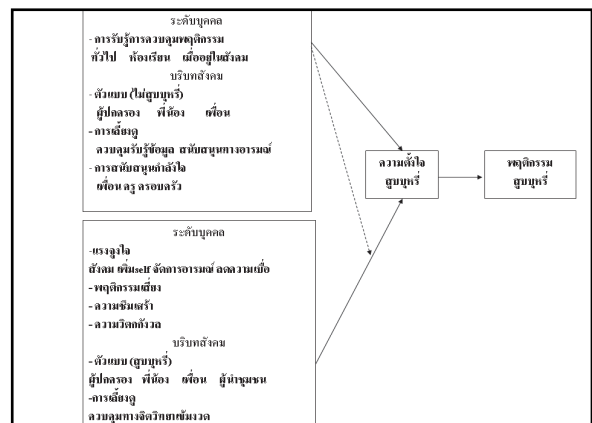 ระดับบุคคล
- การรับรู้การควบคุมพฤติกรรม
ทั่วไป ห้องเรียน เมื่ออยู่ในสังคม
บริบทสังคม
- ตัวแบบ (ไม่สูบบุหรี่)
ผู้ปกครอง พี่น้อง เพื่อน
- การเลี้ยงดู
ควบคุมรับรู้ข้อมูล สนับสนุนทางอารมณ์
- การสนับสนุนกำลังใจ
เพื่อน ครู ครอบครัว
ความตั้งใจ
สูบบุหรี่
พฤติกรรม
สูบบุหรี่
ระดับบุคคล
-แรงจูงใจ
สังคม เพิ่มself จัดการอารมณ์ ลดความเบื่อ
- พฤติกรรมเสี่ยง
- ความซึมเศร้า
- ความวิตกกังวล
บริบทสังคม
- ตัวแบบ (สูบบุหรี่)
ผู้ปกครอง พี่น้อง เพื่อน ผู้นำชุมชน
-การเลี้ยงดู
ควบคุมทางจิตวิทยาเข้มงวด